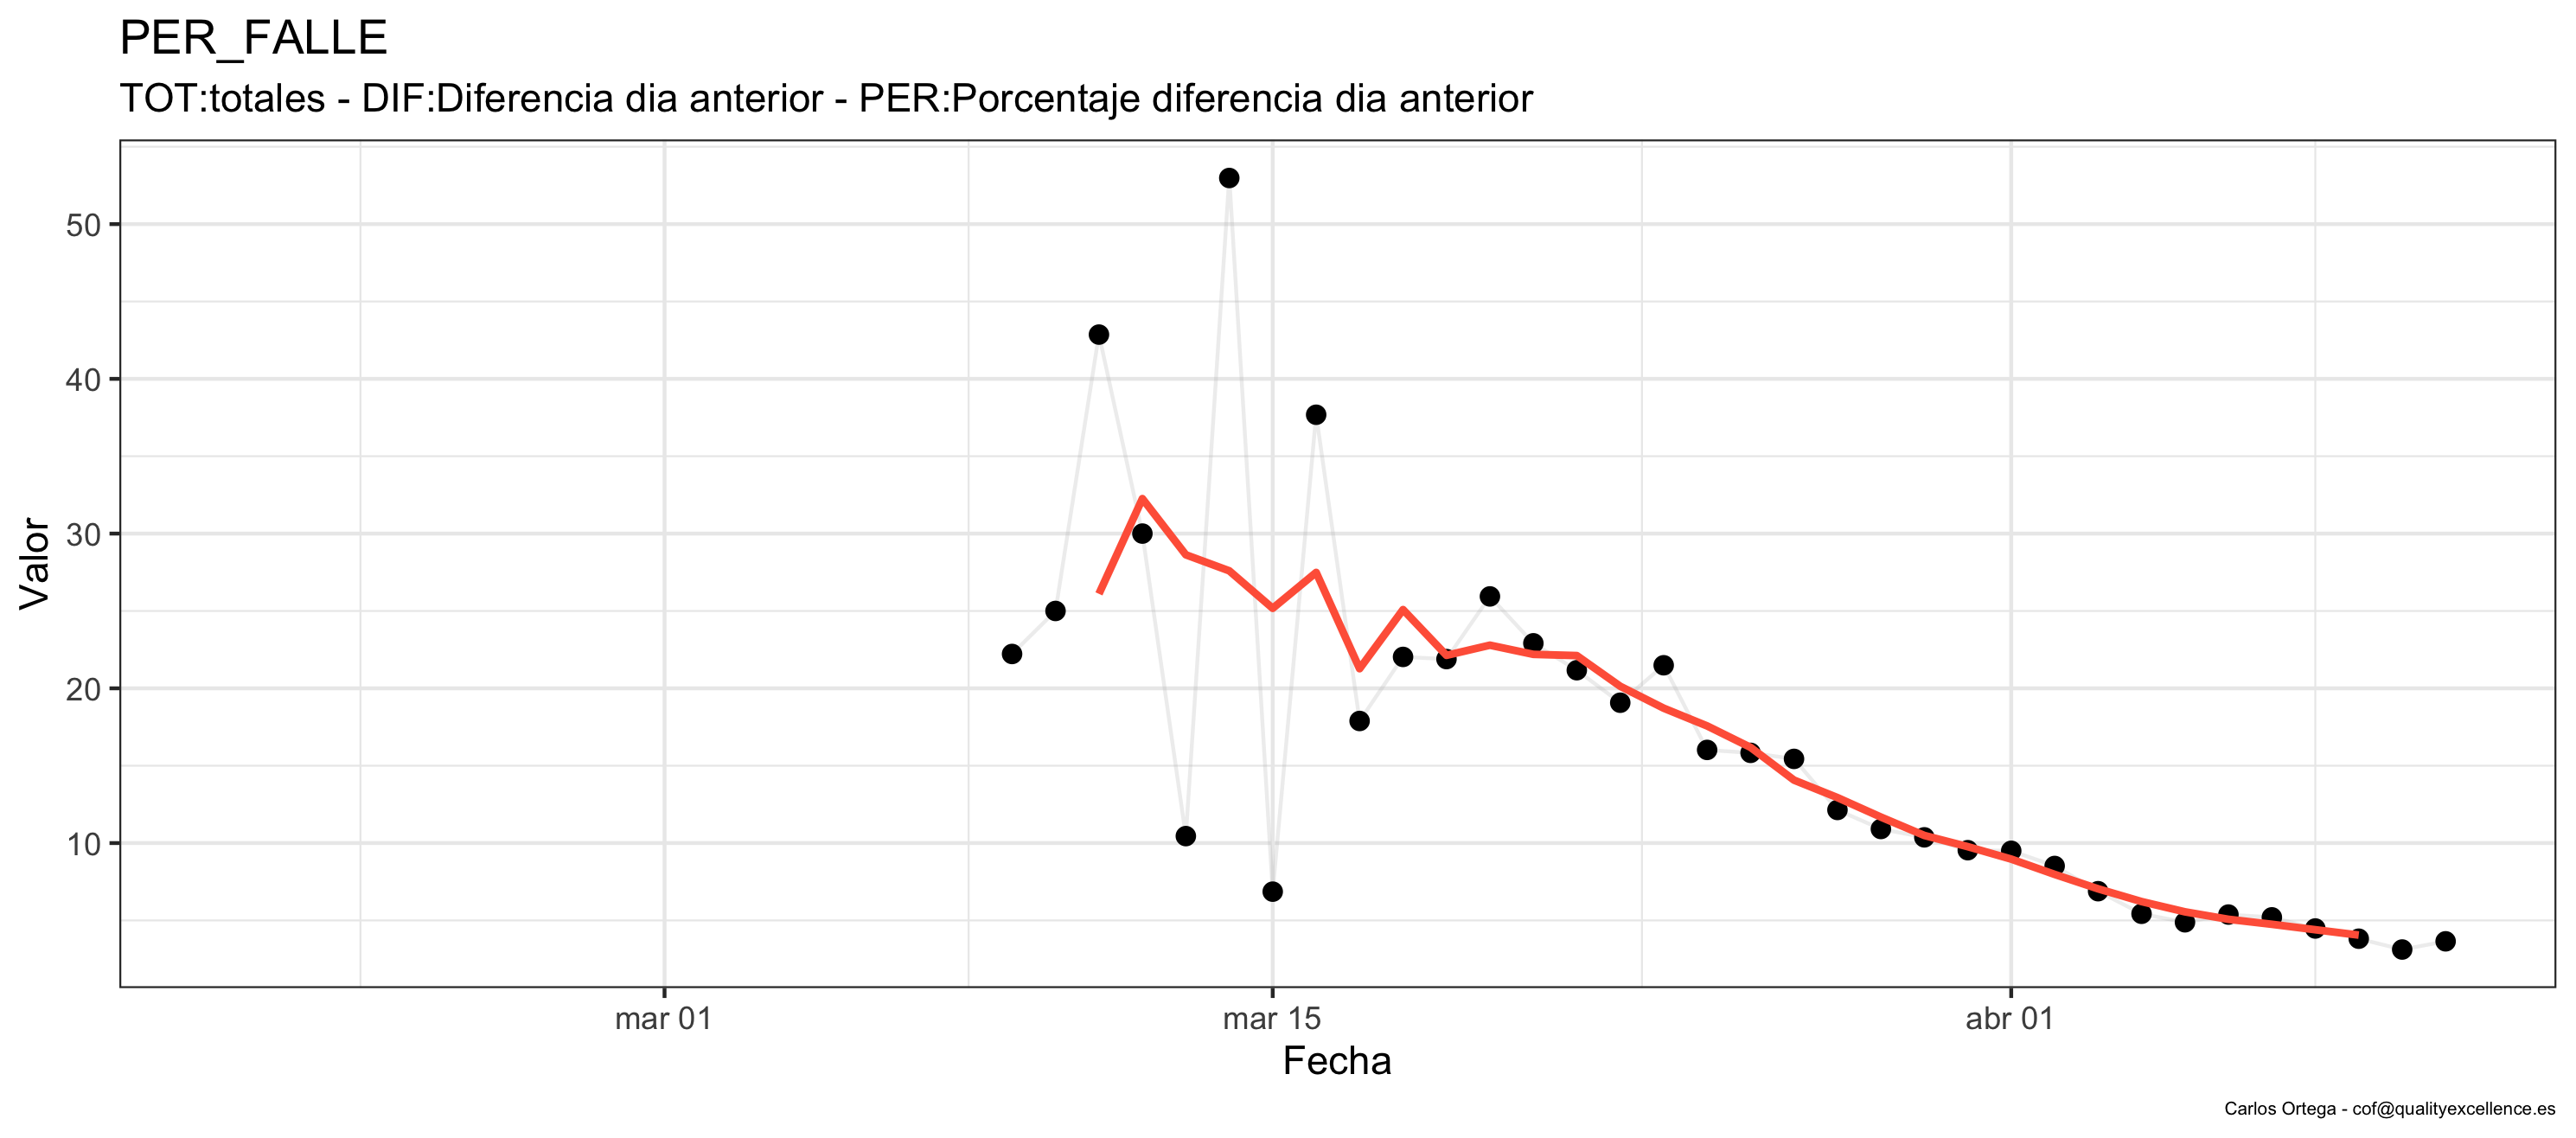 PER_FALLE
TOT:totales - DIF:Diferencia dia anterior - PER:Porcentaje diferencia dia anterior
Valor
50
40
30
20
10
mar 01
mar 15
abr 01
Fecha
Carlos Ortega - cof@qualityexcellence.es